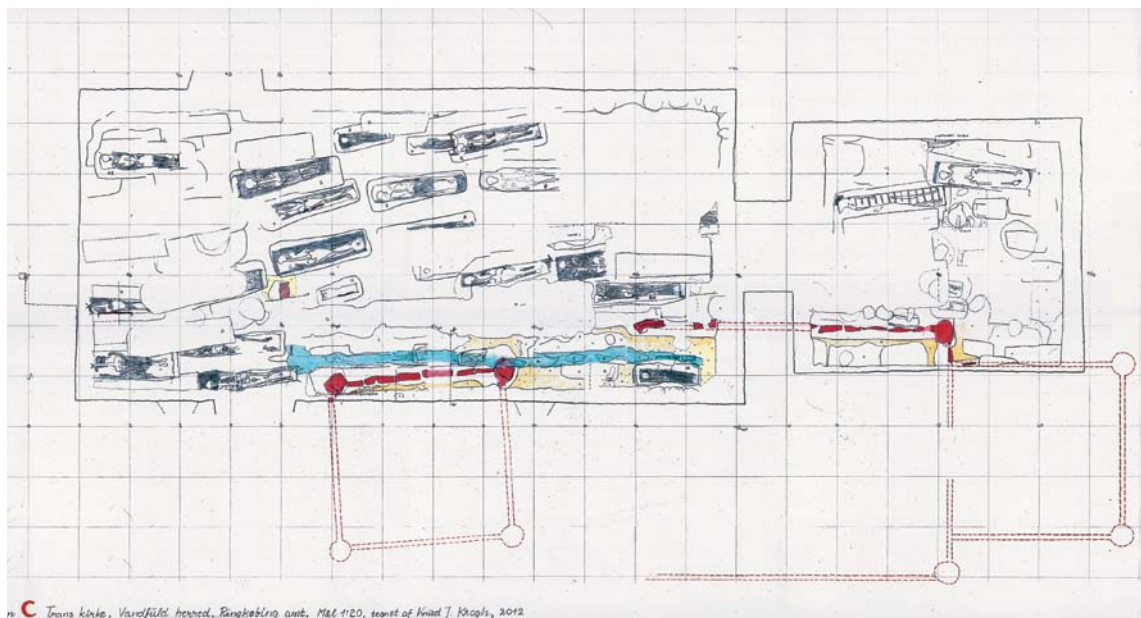 C Trans kirke, Vandfuld herred, Ringkøbing amt. Mål 1:20, tegnet af Knud J. Krogh, 2012